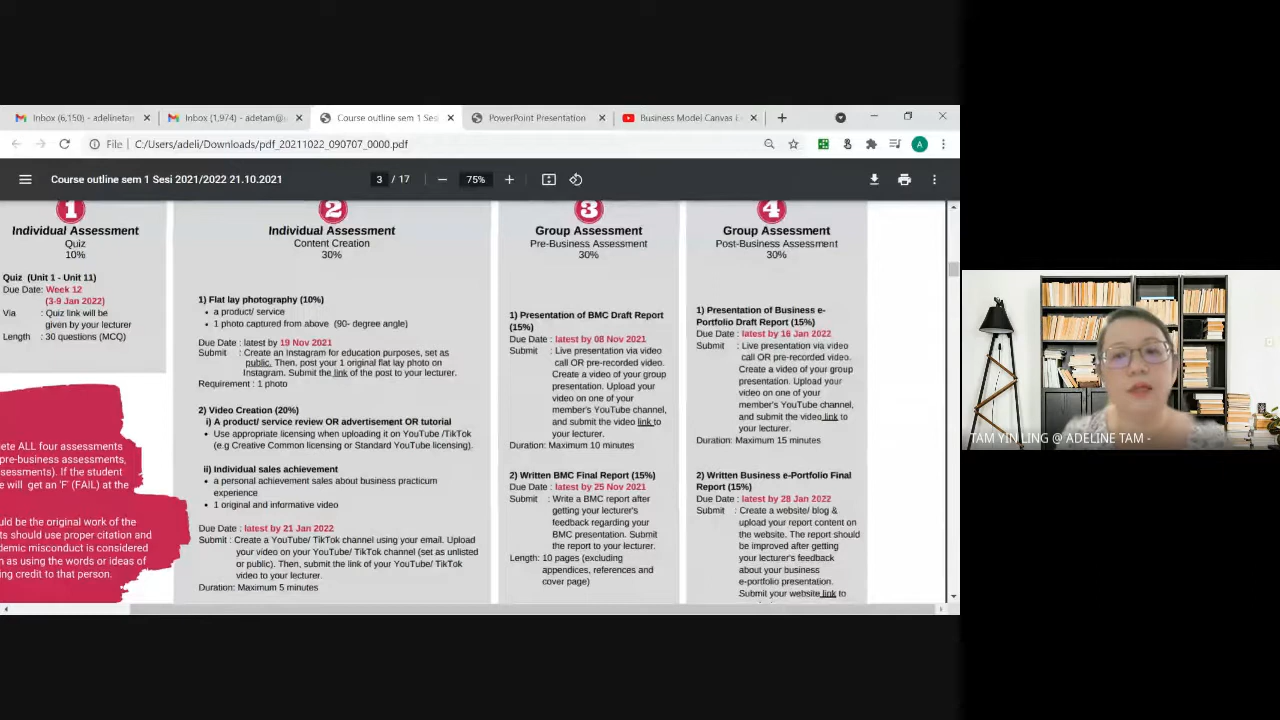 Inbox (6,150) - adelinetan
Inbox (1,974) - adetam@
Course outline sem 1 Ses
PowerPoint Presentation
Business Model Canvas
File
C:/Users/adeli/Downloads/pdf_20211022_090707_0000.pdf
A
Course outline sem 1 Sesi 2021/2022 21.10.2021
3 / 17
75%
1
Individual Assessment
Quiz
10%
Quiz (Unit 1 - Unit 11)
Due Date: Week 12
(3-9 Jan 2022)
Via : Quiz link will be
given by your lecturer
Length : 30 questions (MCQ)
ete ALL four assessments
pre-business assessments,
sessments). If the student
e will get an 'F' (FAIL) at the
uld be the original work of the
ts should use proper citation and
demic misconduct is considered
h as using the words or ideas of
ing credit to that person.
2
Individual Assessment
Content Creation
30%
1) Flat lay photography (10%)
• a product/ service
• 1 photo captured from above (90- degree angle)
Due Date : latest by 19 Nov 2021
Submit : Create an Instagram for education purposes, set as
public. Then, post your 1 original flat lay photo on
Instagram. Submit the link of the post to your lecturer.
Requirement : 1 photo
2) Video Creation (20%)
i) A product/ service review OR advertisement OR tutorial
• Use appropriate licensing when uploading it on YouTube /TikTok
(e.g Creative Common licensing or Standard YouTube licensing).
ii) Individual sales achievement
• a personal achievement sales about business practicum
experience
• 1 original and informative video
Due Date : latest by 21 Jan 2022
Submit : Create a YouTube/ TikTok channel using your email. Upload
your video on your YouTube/ TikTok channel (set as unlisted
or public). Then, submit the link of your YouTube/ TikTok
video to your lecturer.
Duration: Maximum 5 minutes
3
Group Assessment
Pre-Business Assessment
30%
1) Presentation of BMC Draft Report
(15%)
Due Date : latest by 08 Nov 2021
Submit : Live presentation via video
call OR pre-recorded video.
Create a video of your group
presentation. Upload your
video on one of your
member's YouTube channel,
and submit the video link to
your lecturer.
Duration: Maximum 10 minutes
2) Written BMC Final Report (15%)
Due Date : latest by 25 Nov 2021
Submit : Write a BMC report after
getting your lecturer's
feedback regarding your
BMC presentation. Submit
the report to your lecturer.
Length: 10 pages (excluding
appendices, references and
cover page)
4
Group Assessment
Post-Business Assessment
30%
1) Presentation of Business e-
Portfolio Draft Report (15%)
Due Date : latest by 16 Jan 2022
Submit : Live presentation via video
call OR pre-recorded video.
Create a video of your group
presentation. Upload your
video on one of your
member's YouTube channel,
and submit the video link to
your lecturer.
Duration: Maximum 15 minutes
2) Written Business e-Portfolio Final
Report (15%)
Due Date : latest by 28 Jan 2022
Submit : Create a website/ blog &
upload your report content on
the website. The report should
be improved after getting
your lecturer's feedback
about your business
e-portfolio presentation.
Submit your website link to
TAM YIN LING @ ADELINE TAM -